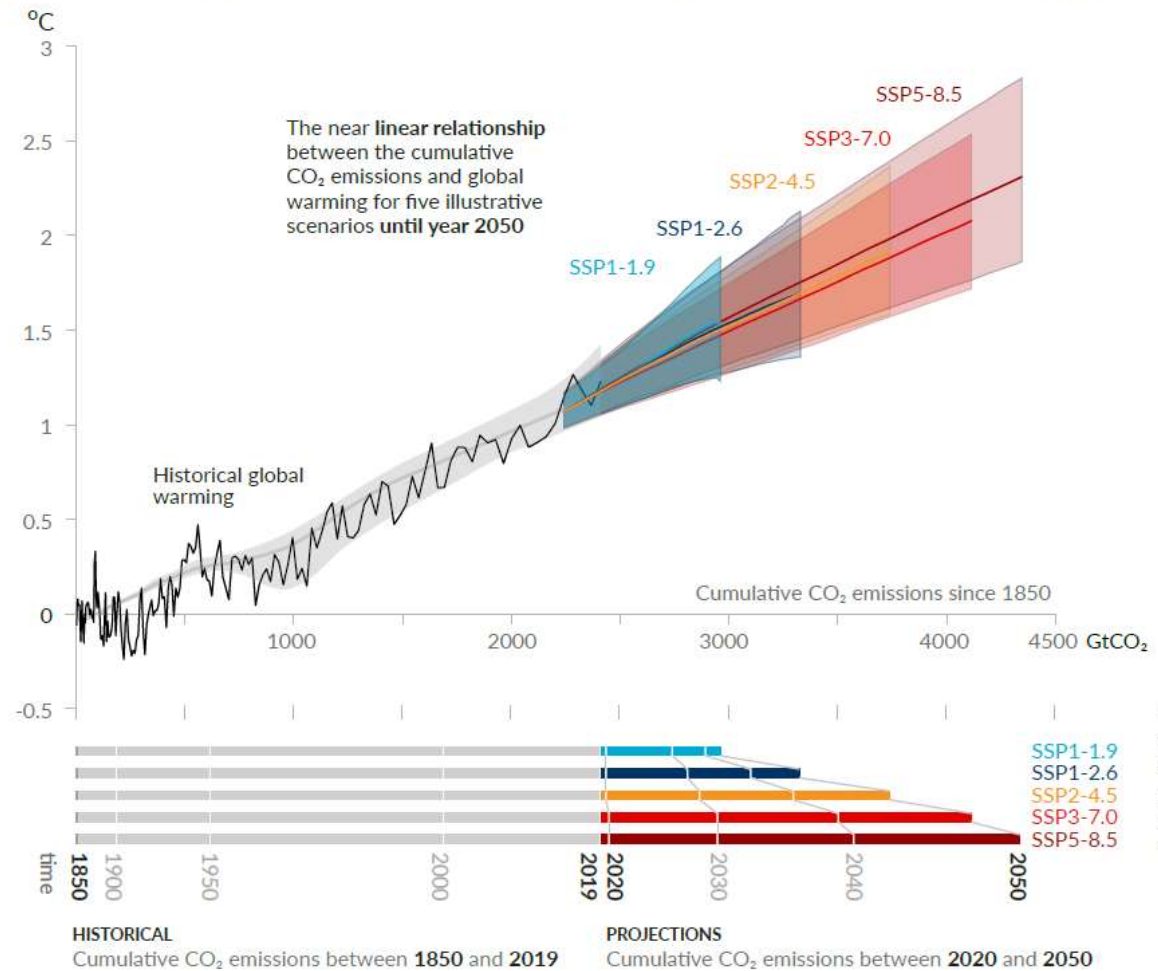 °C
3
SSP5-8.5
The near linear relationship
between the cumulative
CO₂ emissions and global
warming for five illustrative
scenarios until year 2050
2.5
SSP3-7.0
SSP2-4.5
2
SSP1-2.6
SSP1-1.9
1.5
1
Historical global
warming
0.5
Cumulative CO₂ emissions since 1850
0
1000
2000
3000
4000
4500 GtCO₂
-0.5
SSP1-1.9
SSP1-2.6
SSP2-4.5
SSP3-7.0
SSP5-8.5
time
1850
1900
1950
2000
2019
2020
2030
2040
2050
HISTORICAL
Cumulative CO₂ emissions between 1850 and 2019
PROJECTIONS
Cumulative CO₂ emissions between 2020 and 2050